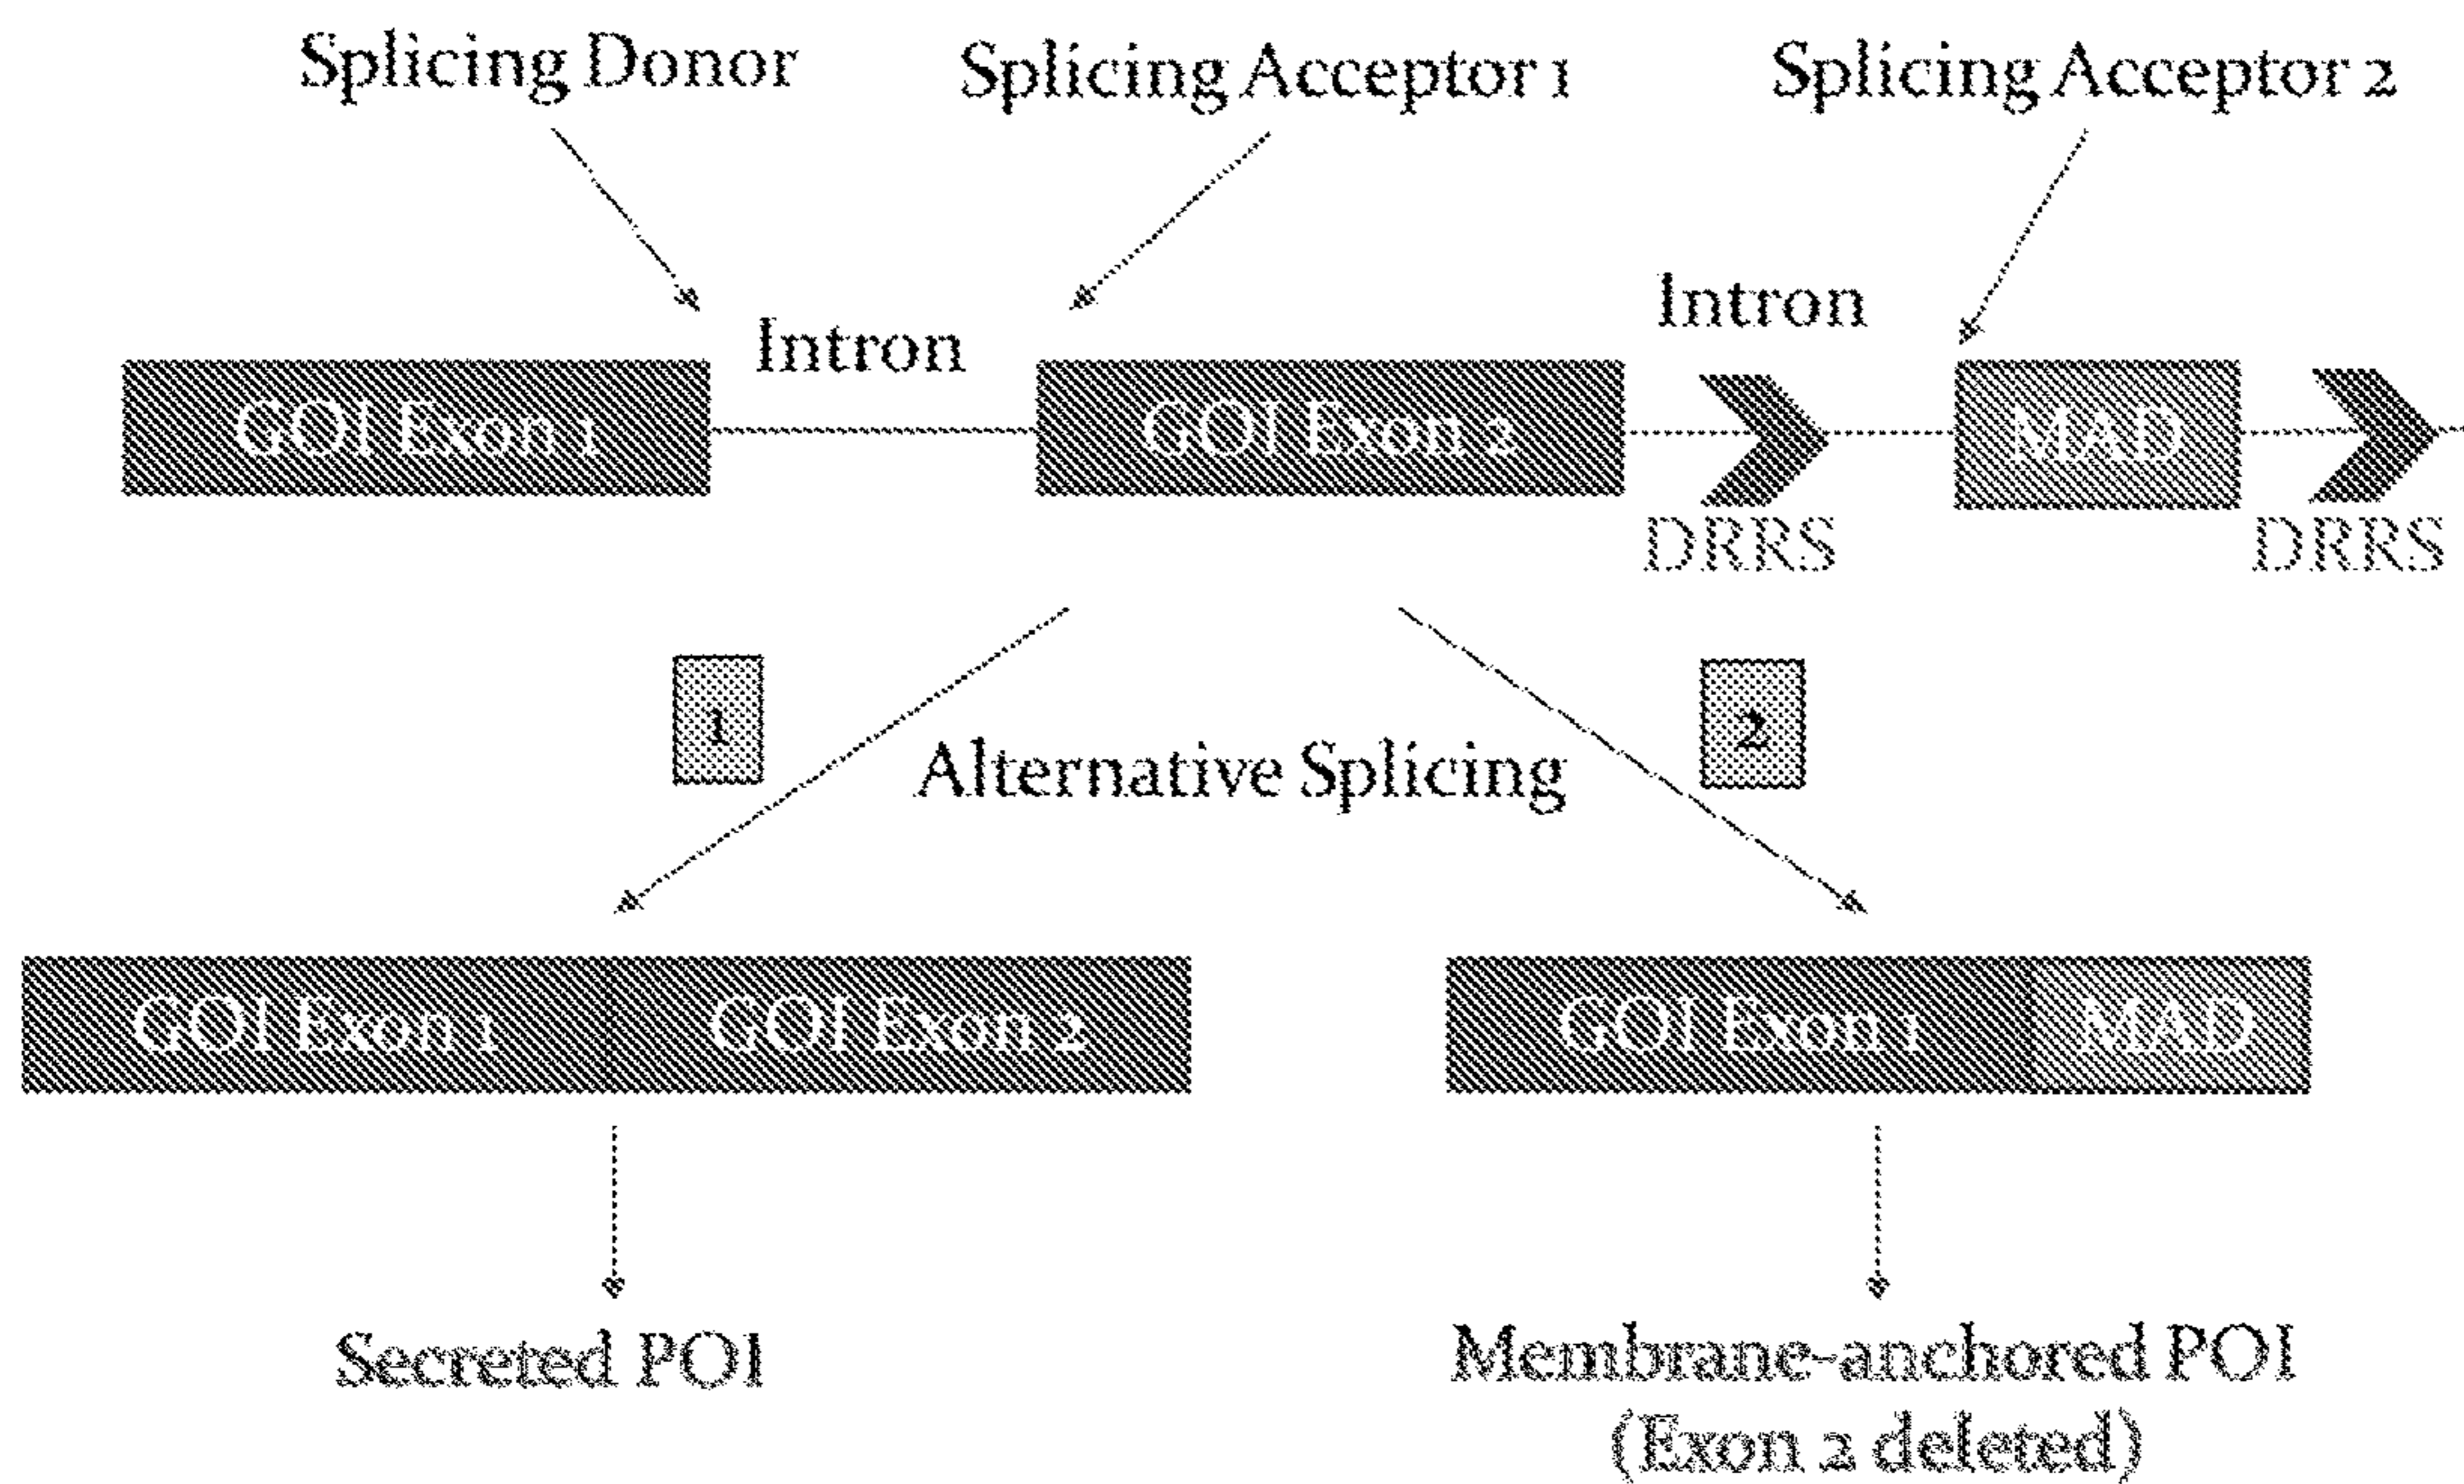 Splicing Donor
Splicing Acceptor 1
Splicing Acceptor 2
Intron
Intron
GOI Exon 1
GOI Exon 2
MAD
DRRS
DRRS
1
2
Alternative Splicing
GOI Exon 1
GOI Exon 2
GOI Exon 1
MAD
Secreted POI
Membrane-anchored POI
(Exon 2 deleted)